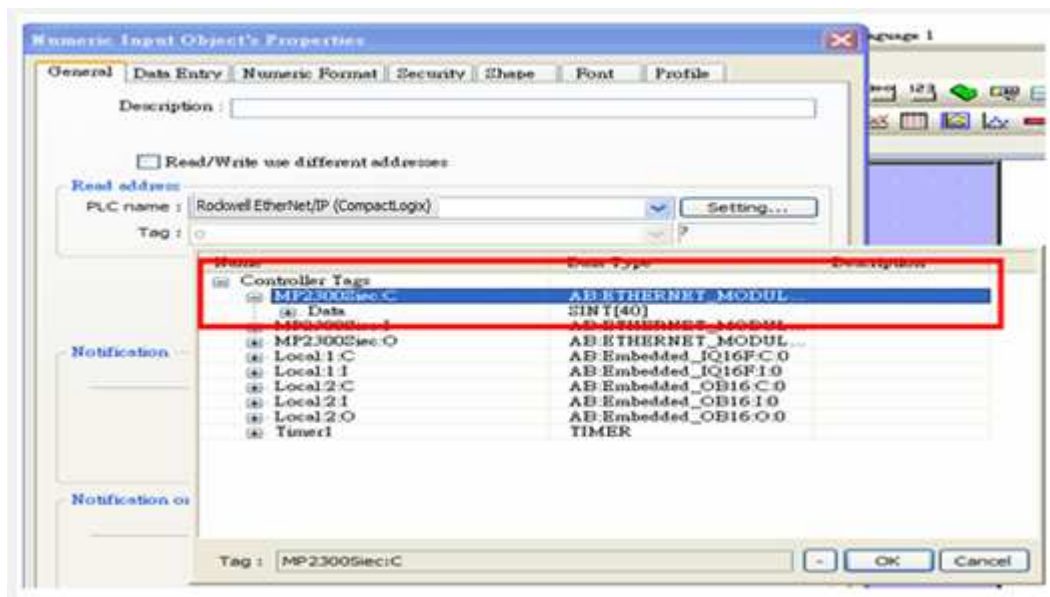 Numeric Input Object's Properties
nguage 1
General Data Entry Numeric Format Security Shape Font Profile
Description :
Read/Write use different addresses
Read address
PLC name : Rockwell EtherNet/IP (CompactLogix) Setting...
Tag : ?
Name Data Type Description
Controller Tags
MP2300Siec:C AB:ETHERNET_MODUL...
Data SINT[40]
MP2300Siec:I AB:ETHERNET_MODUL...
MP2300Siec:O AB:ETHERNET_MODUL...
Local:1:C AB:Embedded_IQ16F:C:0
Local:1:I AB:Embedded_IQ16F:I:0
Local:2:C AB:Embedded_OB16:C:0
Local:2:I AB:Embedded_OB16:I:0
Local:2:O AB:Embedded_OB16:O:0
Timer1 TIMER
Notification
Notification on
Tag : MP2300Siec:C - OK Cancel